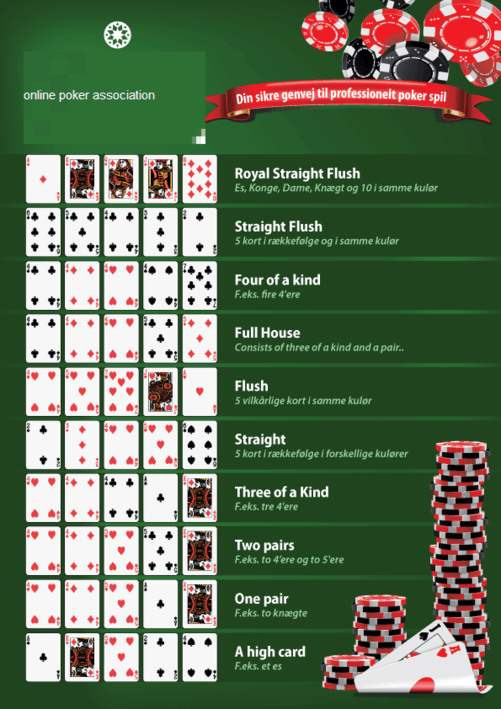 online poker association
Din sikre genvej til professionelt poker spil
Royal Straight Flush
Es, Konge, Dame, Knægt og 10 i samme kulør
Straight Flush
5 kort i rækkefølge og i samme kulør
Four of a kind
F.eks. fire 4'ere
Full House
Consists of three of a kind and a pair..
Flush
5 vilkårlige kort i samme kulør
Straight
5 kort i rækkefølge i forskellige kulører
Three of a Kind
F.eks. tre 4'ere
Two pairs
F.eks. to 4'ere og to 5'ere
One pair
F.eks. to knægte
A high card
F.eks. et es